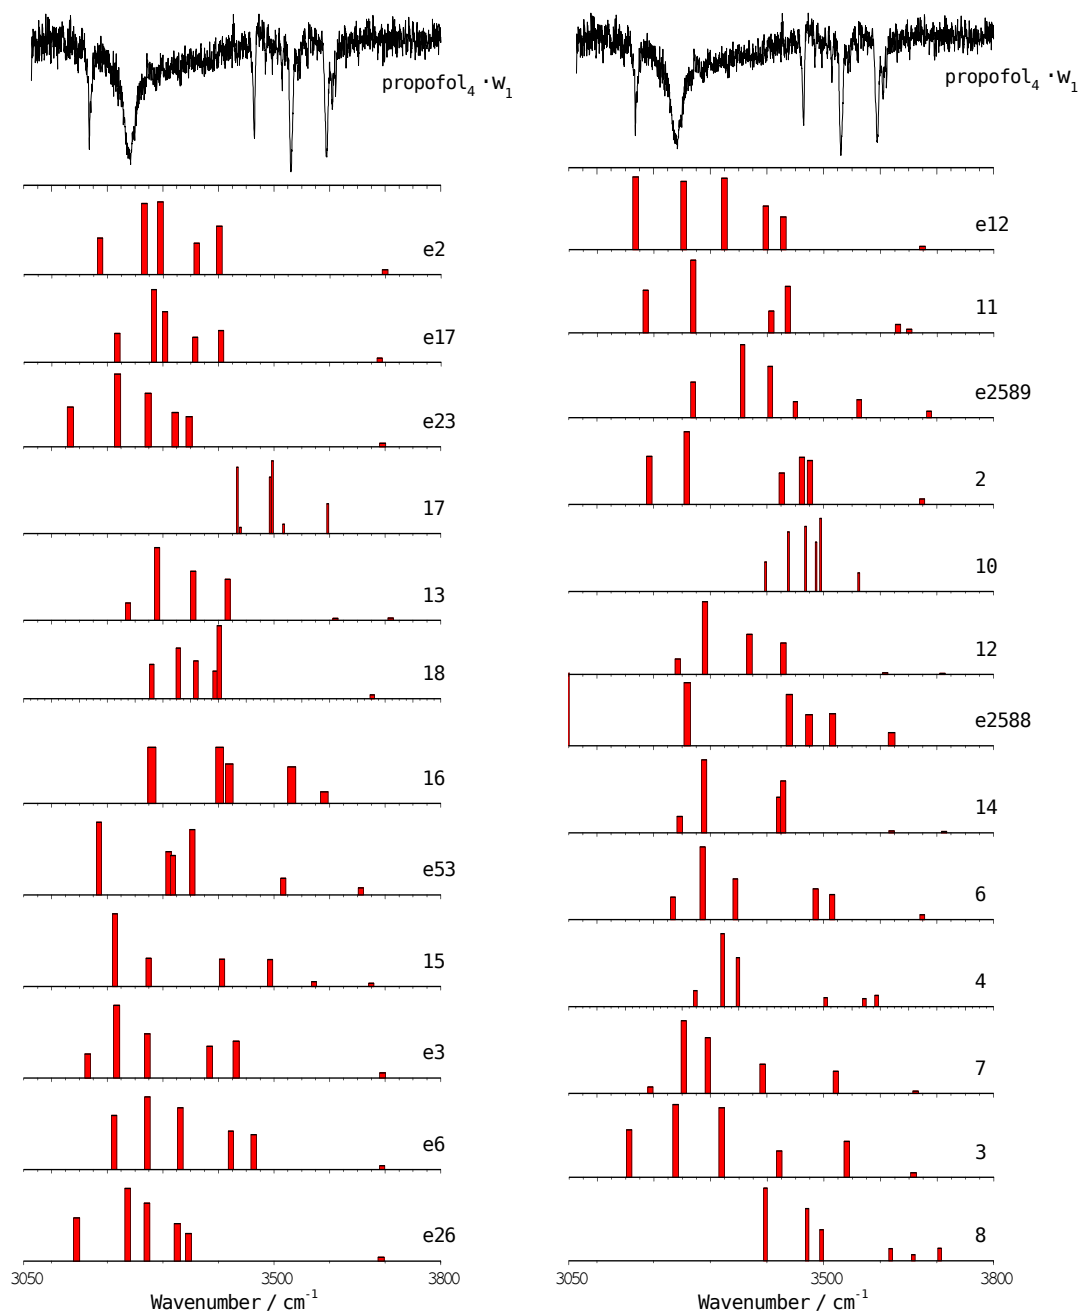 propofol4·w1
e2
e17
e23
17
13
18
16
e53
15
e3
e6
e26
3050 3500 3800
Wavenumber / cm-1
propofol4·w1
e12
11
e2589
2
10
12
e2588
14
6
4
7
3
8
3050 3500 3800
Wavenumber / cm-1